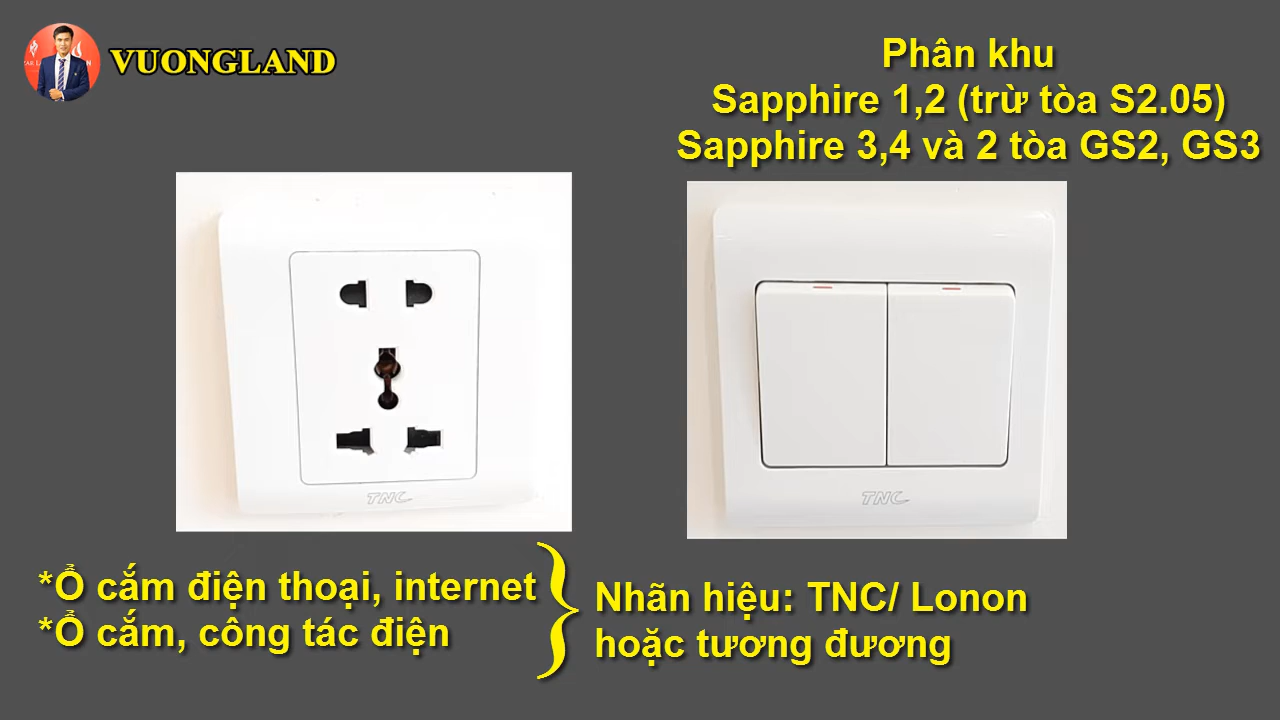 VUONGLAND
Phân khu
Sapphire 1,2 (trừ tòa S2.05)
Sapphire 3,4 và 2 tòa GS2, GS3
TNC
TNC
*Ổ cắm điện thoại, internet
*Ổ cắm, công tác điện
Nhãn hiệu: TNC/ Lonon
hoặc tương đương